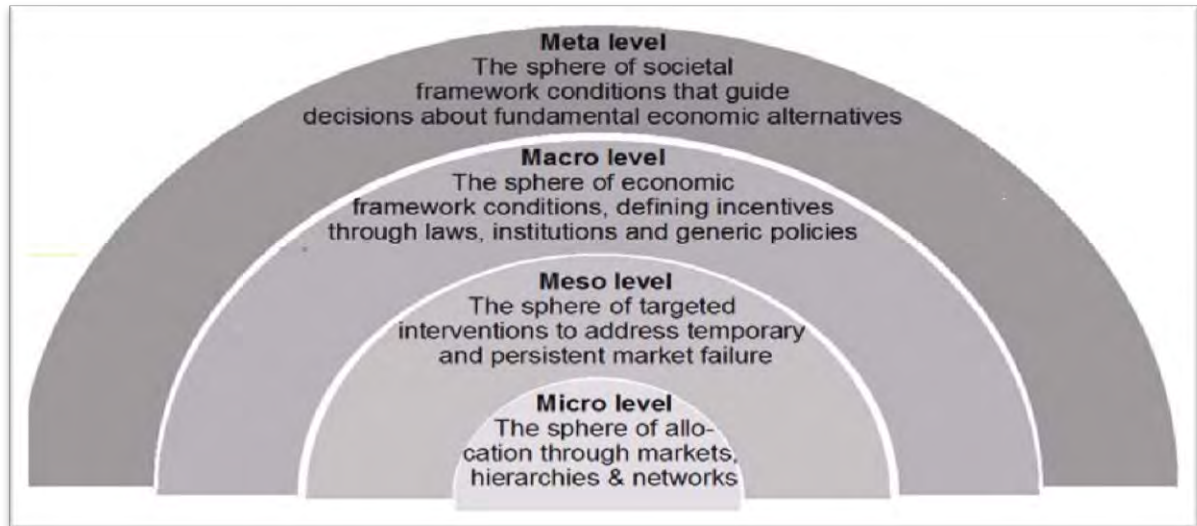 Meta level
The sphere of societal
framework conditions that guide
decisions about fundamental economic alternatives
Macro level
The sphere of economic
framework conditions, defining incentives
through laws, institutions and generic policies
Meso level
The sphere of targeted
interventions to address temporary
and persistent market failure
Micro level
The sphere of allo-
cation through markets,
hierarchies & networks